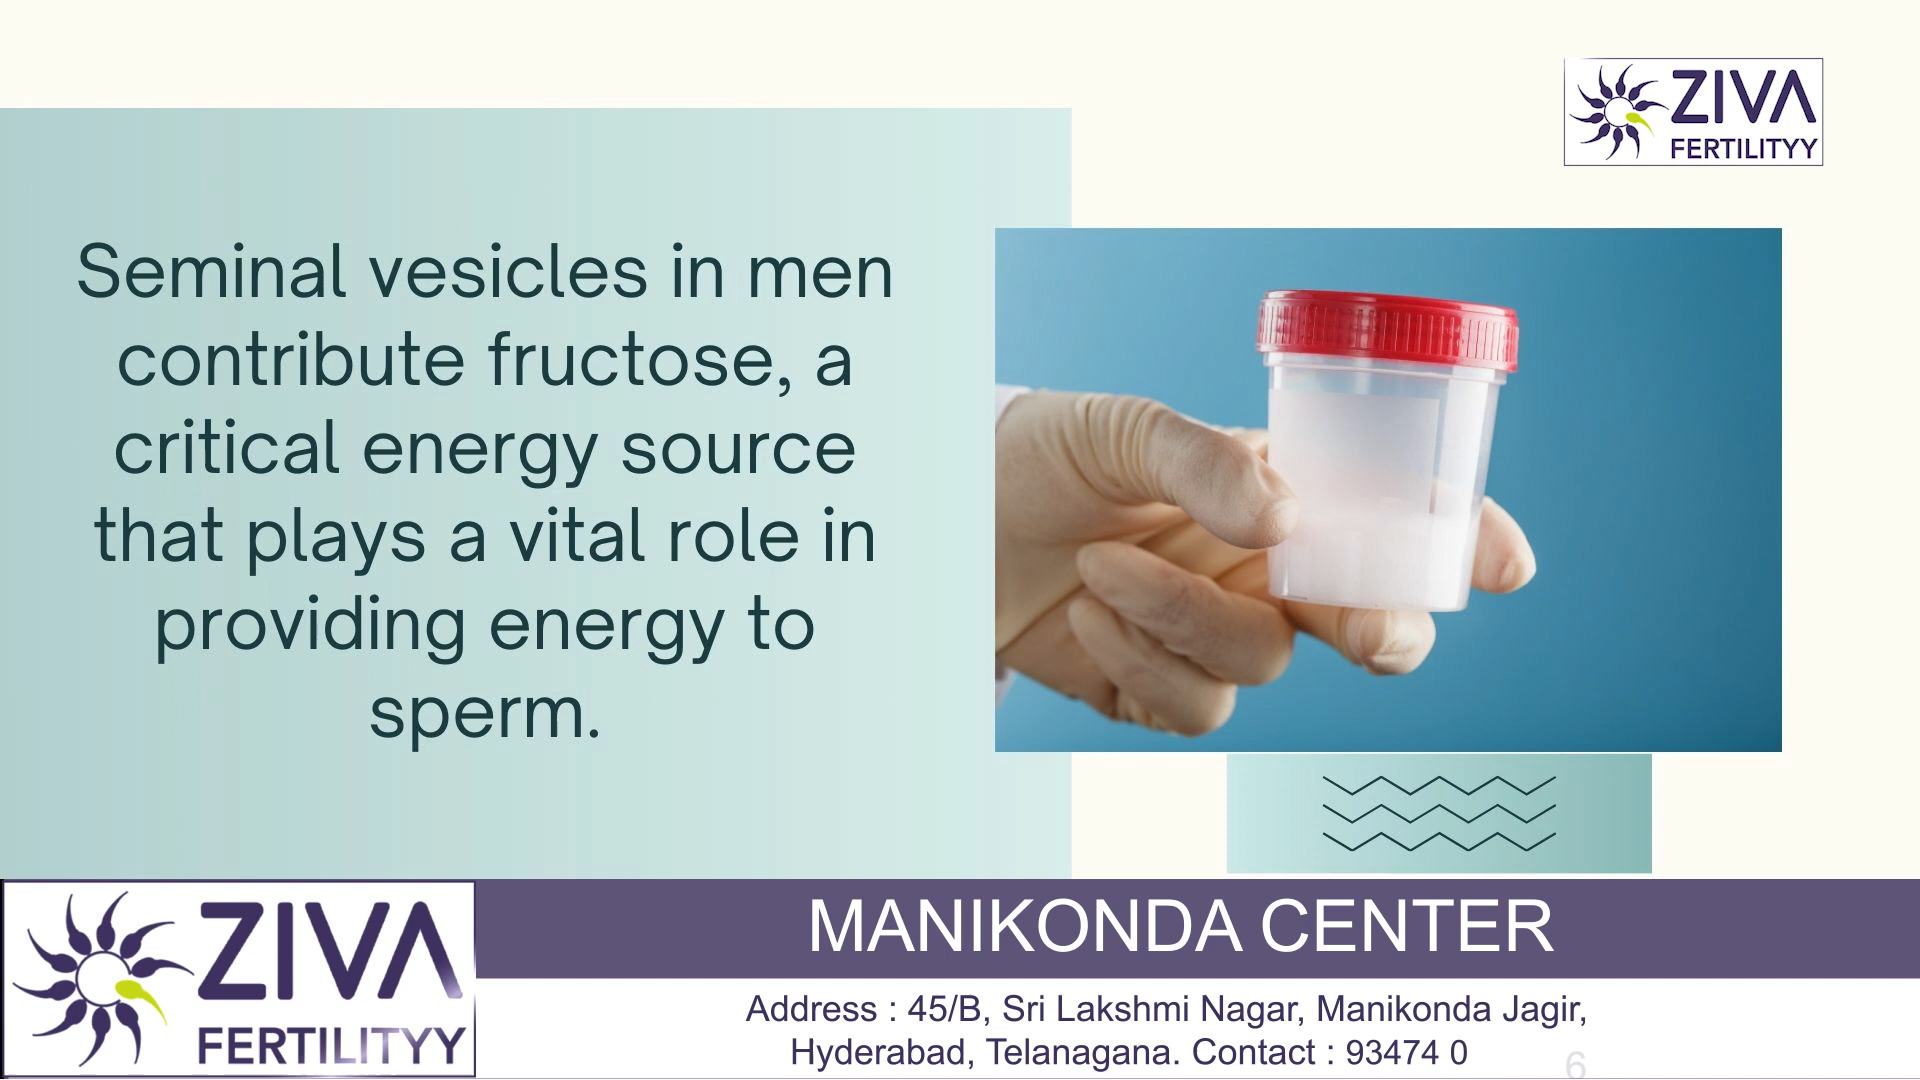 ZIVA
FERTILITYY
Seminal vesicles in men
contribute fructose, a
critical energy source
that plays a vital role in
providing energy to
sperm.
ZIVA
FERTILITYY
MANIKONDA CENTER
Address : 45/B, Sri Lakshmi Nagar, Manikonda Jagir,
Hyderabad, Telanagana. Contact : 93474 0
6